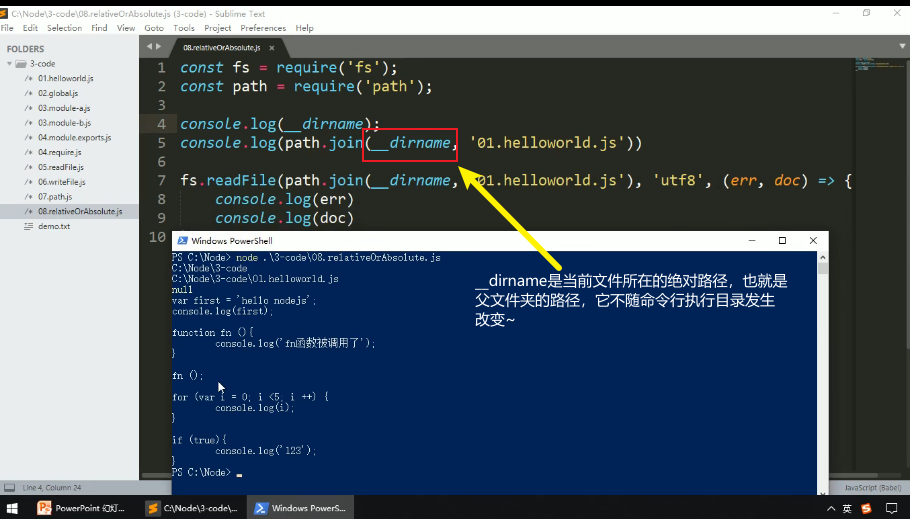 C:\Node\3-code\08.relativeOrAbsolute.js (3-code) - Sublime Text
File Edit Selection Find View Goto Tools Project Preferences Help
FOLDERS
3-code
/* 01.helloworld.js
/* 02.global.js
/* 03.module-a.js
/* 03.module-b.js
/* 04.module.exports.js
/* 04.require.js
/* 05.readFile.js
/* 06.writeFile.js
/* 07.path.js
/* 08.relativeOrAbsolute.js
demo.txt
08.relativeOrAbsolute.js ×
1 const fs = require('fs');
2 const path = require('path');
3
4 console.log(__dirname);
5 console.log(path.join(__dirname, '01.helloworld.js'))
6
7 fs.readFile(path.join(__dirname, '01.helloworld.js'), 'utf8', (err, doc) => {
8 console.log(err)
9 console.log(doc)
10
Windows PowerShell
PS C:\Node> node .\3-code\08.relativeOrAbsolute.js
C:\Node\3-code
C:\Node\3-code\01.helloworld.js
null
var first = 'hello nodejs';
console.log(first);
function fn (){
console.log('fn函数被调用了');
}
fn ();
for (var i = 0; i <5; i ++) {
console.log(i);
}
if (true){
console.log('123');
}
PS C:\Node>
__dirname是当前文件所在的绝对路径，也就是
父文件夹的路径，它不随命令行执行目录发生
改变~
Line 4, Column 24
JavaScript (Babel)
PowerPoint 幻灯...
C:\Node\3-code\...
Windows PowerS...
英